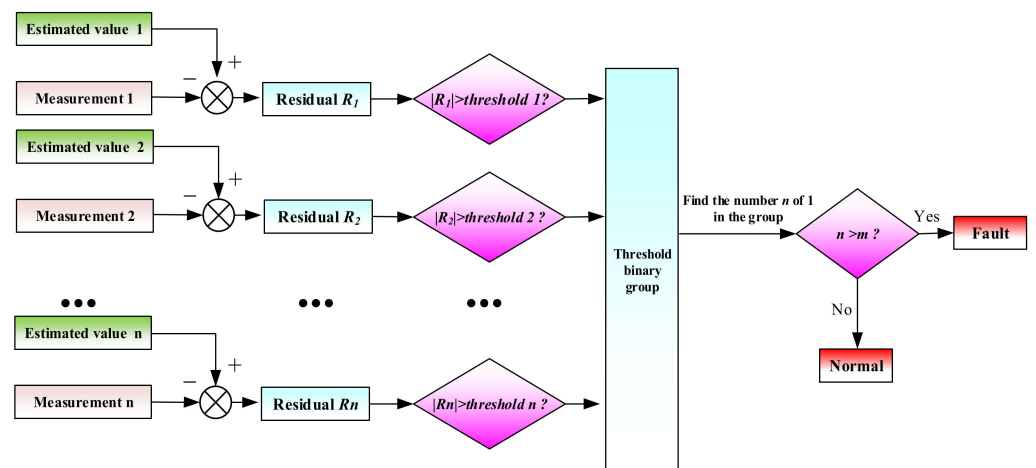 Estimated value 1
+
−
Measurement 1
Residual R1
|R1|>threshold 1?
Estimated value 2
+
−
Measurement 2
Residual R2
|R2|>threshold 2 ?
Threshold
binary
group
Find the number n of 1
in the group
n >m ?
Yes
Fault
No
Normal
•••
•••
•••
Estimated value n
+
−
Measurement n
Residual Rn
|Rn|>threshold n ?